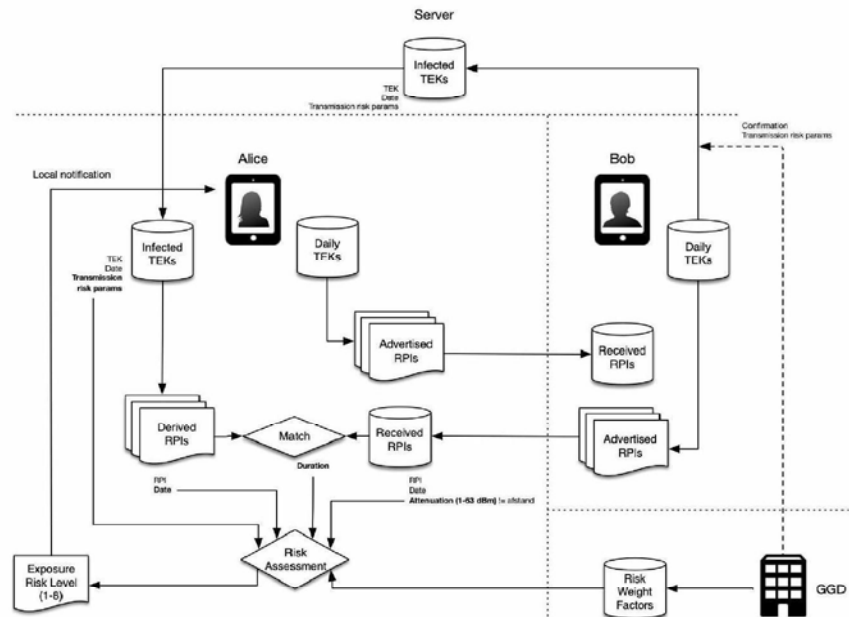 Server
Infected
TEKs
TEK
Date
Transmission risk params
Confirmation
Transmission risk params
Alice
Bob
Local notification
Infected
TEKs
Daily
TEKs
Daily
TEKs
TEK
Date
Transmission
risk params
Advertised
RPIs
Received
RPIs
Derived
RPIs
Match
Received
RPIs
Advertised
RPIs
Duration
RPI
Date
RPI
Date
Attenuation (1-63 dBm) != afstand
Risk
Assessment
Exposure
Risk Level
(1-8)
Risk
Weight
Factors
GGD